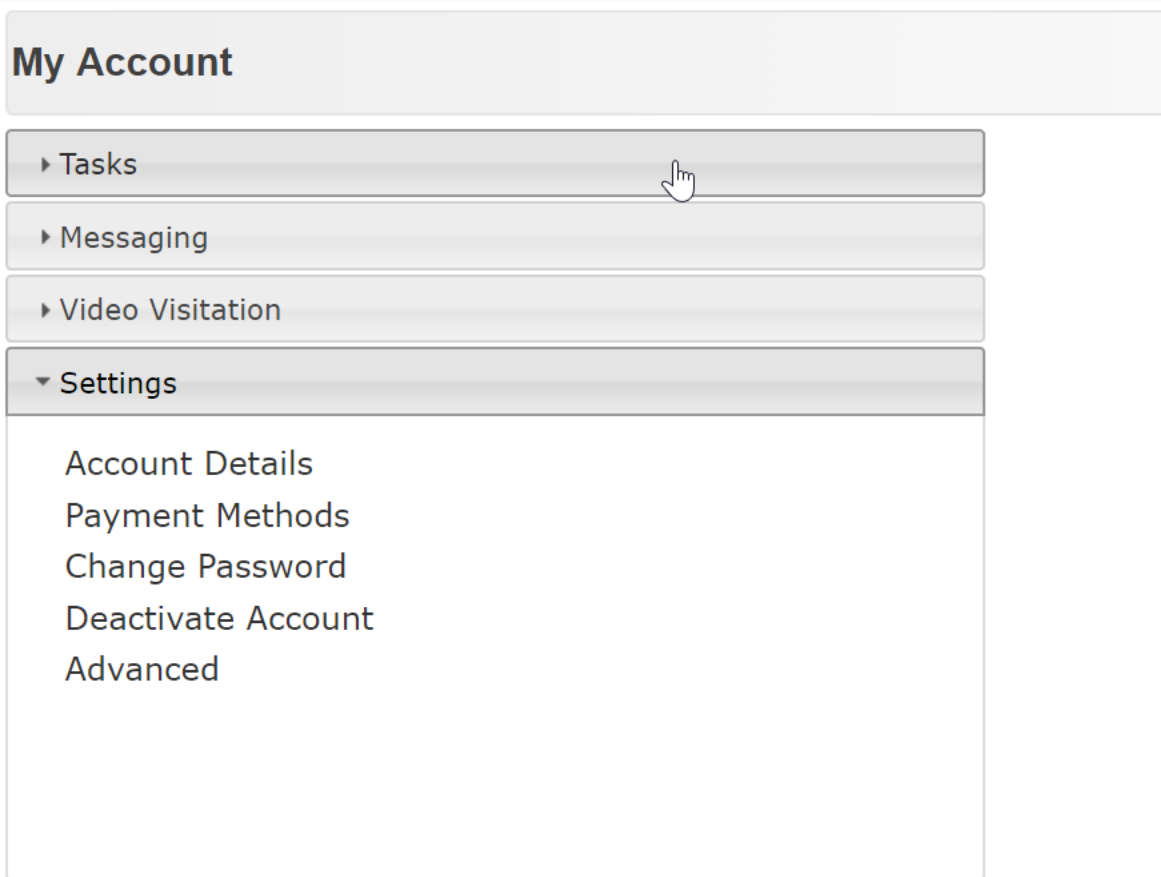 My Account
Tasks
Messaging
Video Visitation
Settings
Account Details
Payment Methods
Change Password
Deactivate Account
Advanced